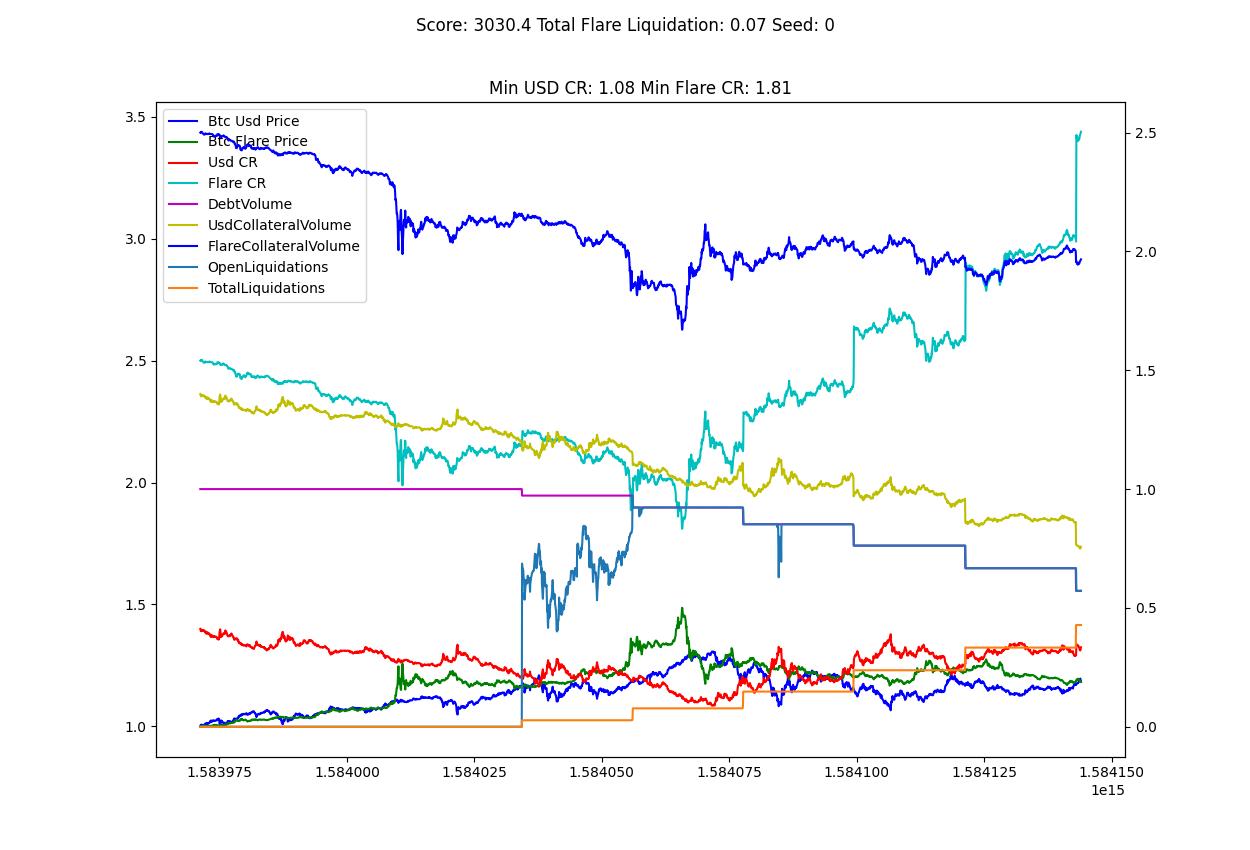 Score: 3030.4 Total Flare Liquidation: 0.07 Seed: 0
Min USD CR: 1.08 Min Flare CR: 1.81
Btc Usd Price
Btc Flare Price
Usd CR
Flare CR
DebtVolume
UsdCollateralVolume
FlareCollateralVolume
OpenLiquidations
TotalLiquidations
3.5
3.0
2.5
2.0
1.5
1.0
2.5
2.0
1.5
1.0
0.5
0.0
1.583975 1.584000 1.584025 1.584050 1.584075 1.584100 1.584125 1.584150
1e15